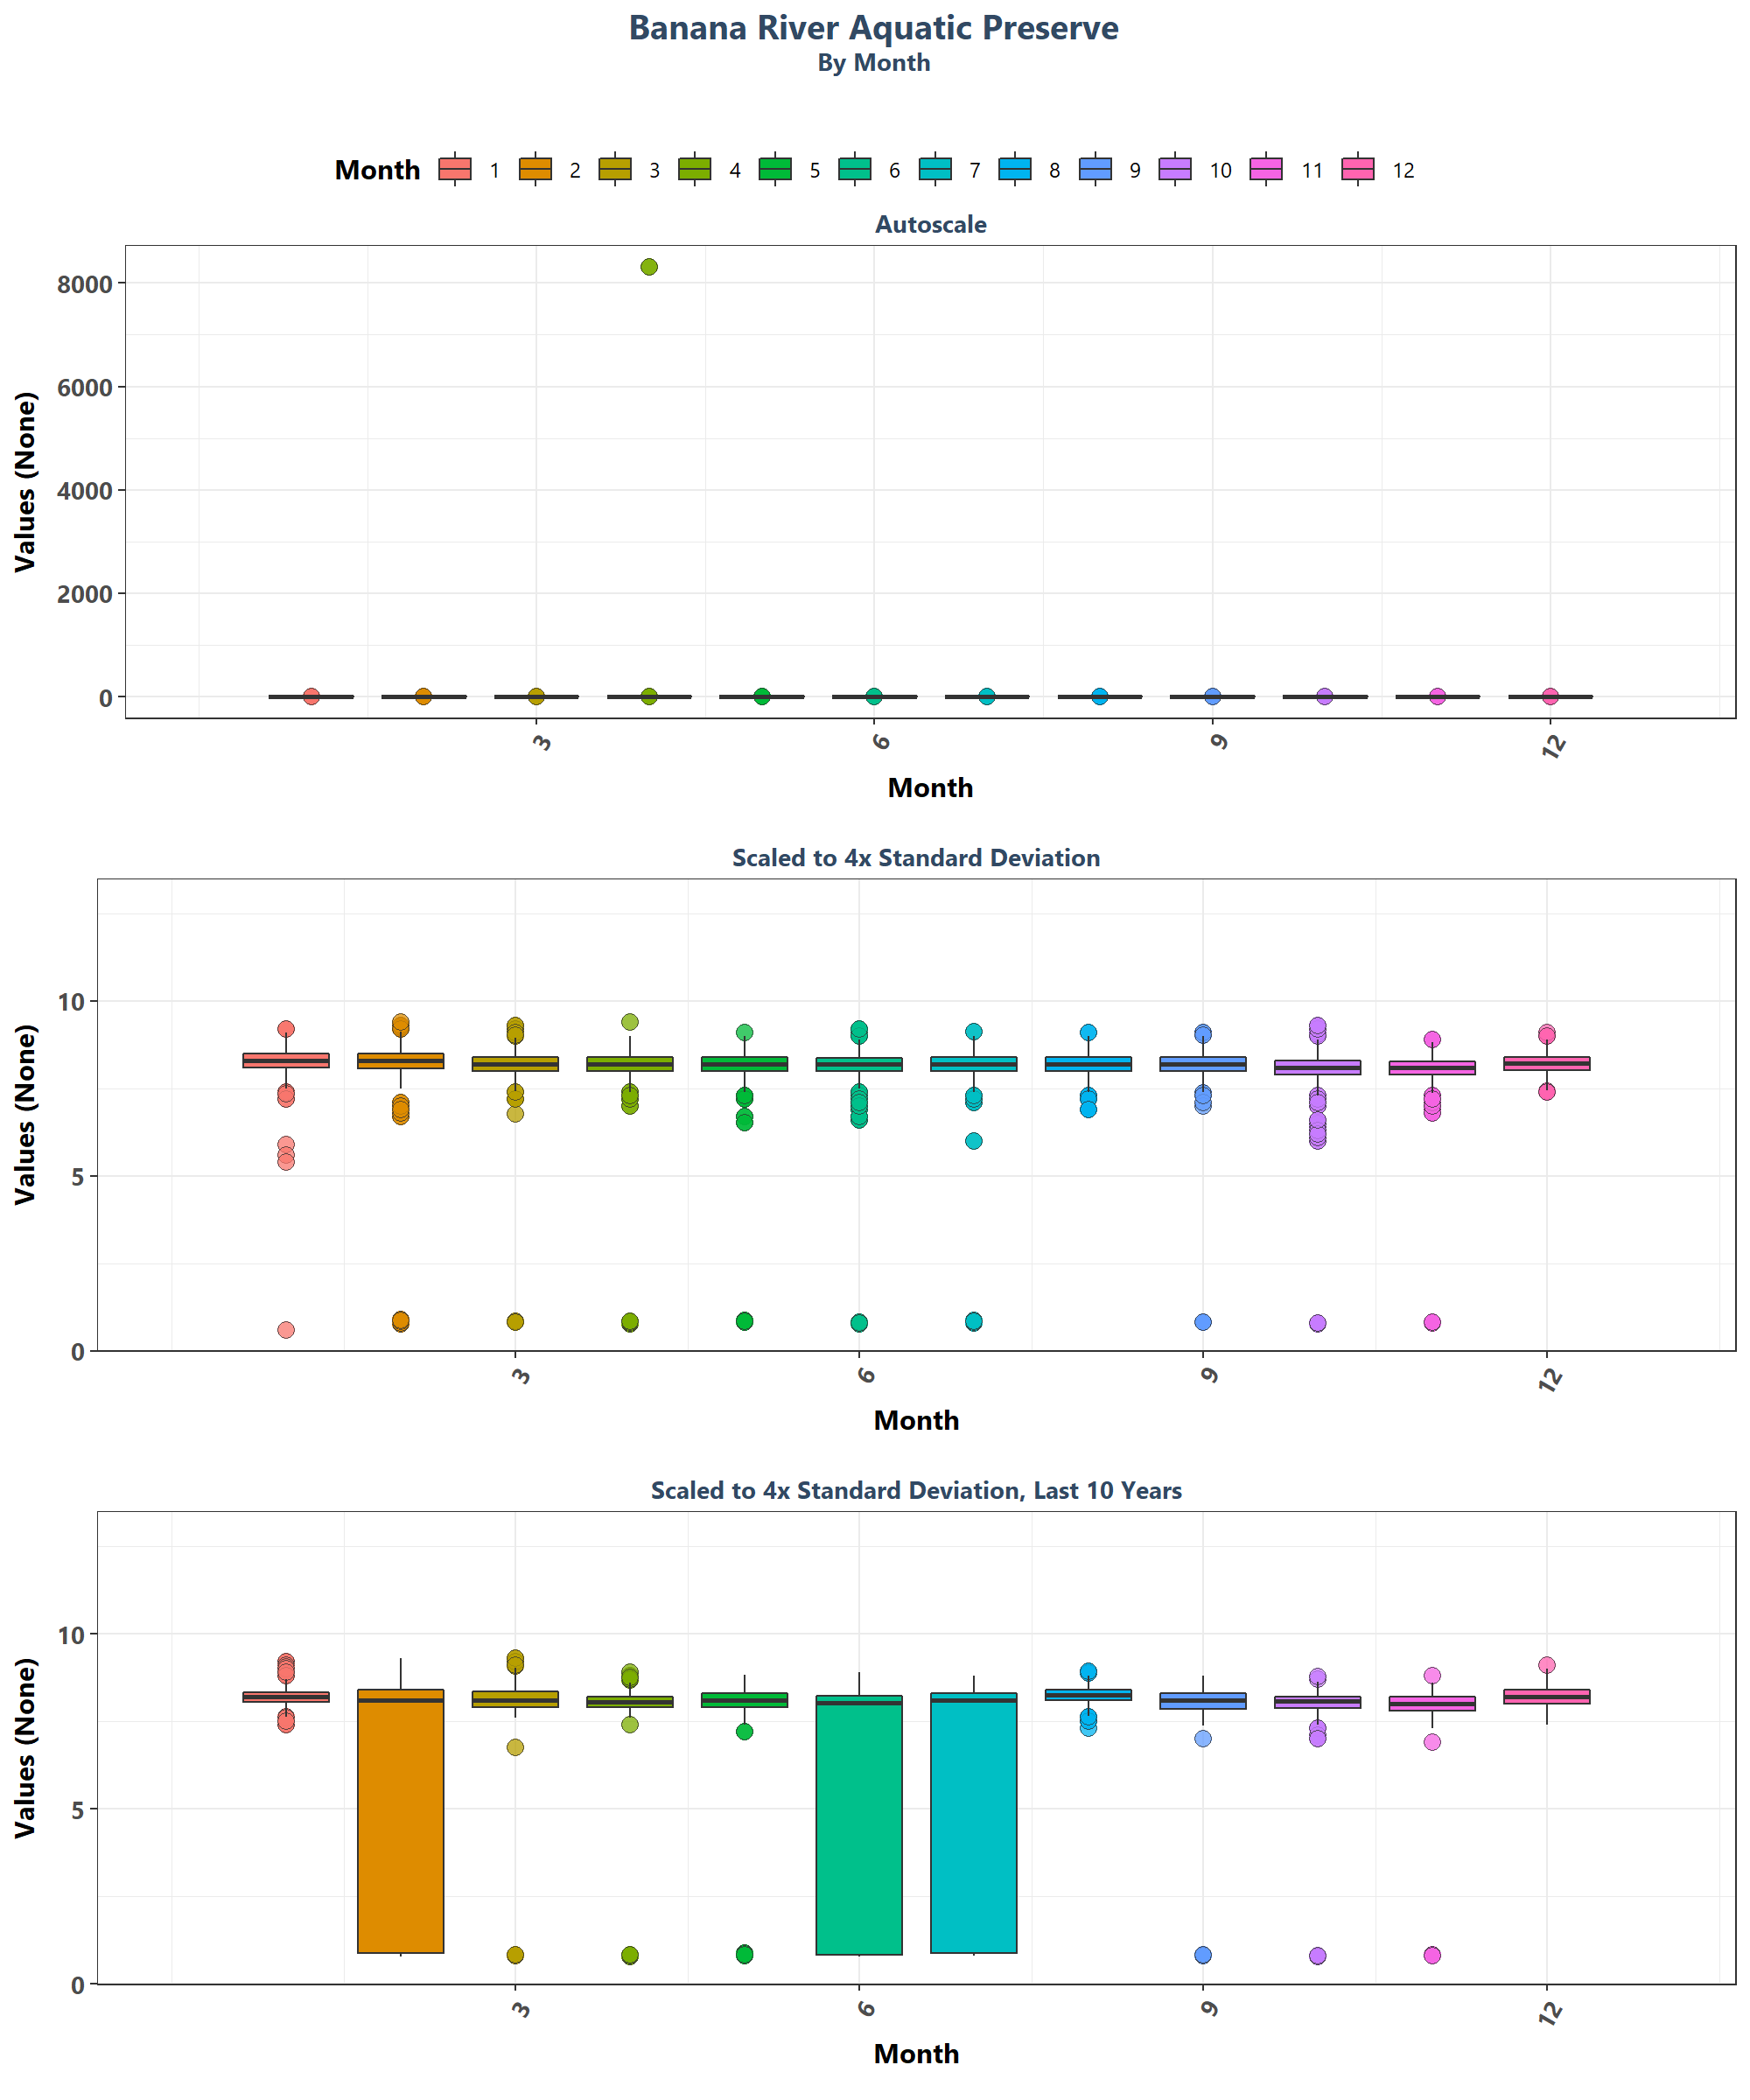 Banana River Aquatic Preserve
By Month
Month 1 2 3 4 5 6 7 8 9 10 11 12
Autoscale
Values (None)
8000
6000
4000
2000
0
3 6 9 12
Month
Scaled to 4x Standard Deviation
Values (None)
10
5
0
3 6 9 12
Month
Scaled to 4x Standard Deviation, Last 10 Years
Values (None)
10
5
0
3 6 9 12
Month